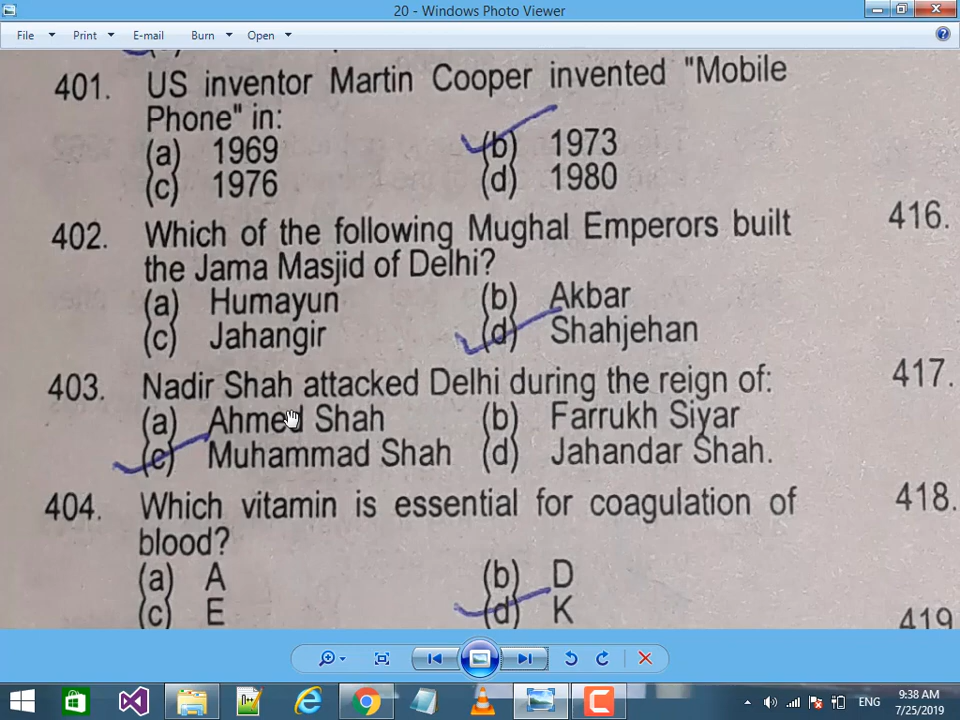 20 - Windows Photo Viewer
File Print E-mail Burn Open
401. US inventor Martin Cooper invented "Mobile
Phone" in:
(a) 1969 (b) 1973
(c) 1976 (d) 1980
402. Which of the following Mughal Emperors built
the Jama Masjid of Delhi?
(a) Humayun (b) Akbar
(c) Jahangir (d) Shahjehan
403. Nadir Shah attacked Delhi during the reign of:
(a) Ahmed Shah (b) Farrukh Siyar
(c) Muhammad Shah (d) Jahandar Shah.
404. Which vitamin is essential for coagulation of
blood?
(a) A (b) D
(c) E (d) K
416.
417.
418.
419
ENG
9:38 AM
7/25/2019